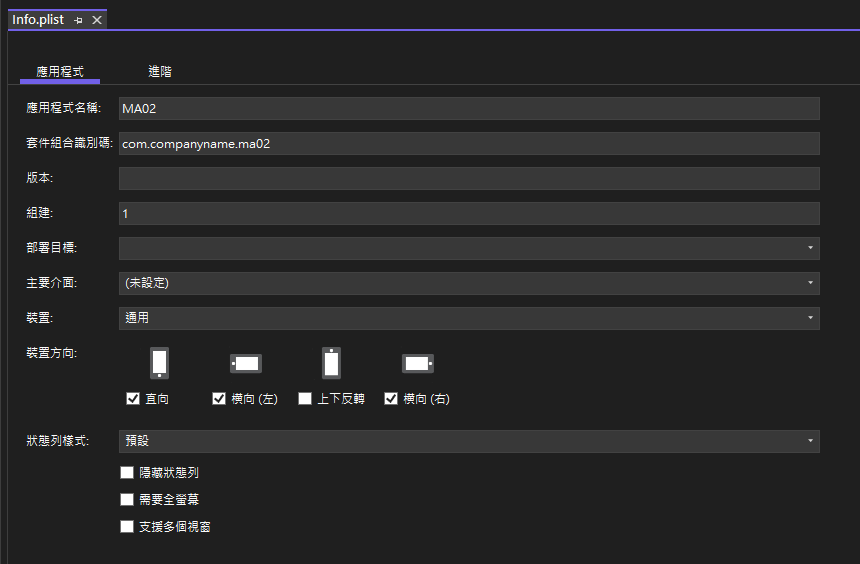 Info.plist
應用程式 進階
應用程式名稱: MA02
套件組合識別碼: com.companyname.ma02
版本:
組建: 1
部署目標:
主要介面: (未設定)
裝置: 通用
裝置方向:
直向 橫向 (左) 上下反轉 橫向 (右)
狀態列樣式: 預設
隱藏狀態列
需要全螢幕
支援多個視窗